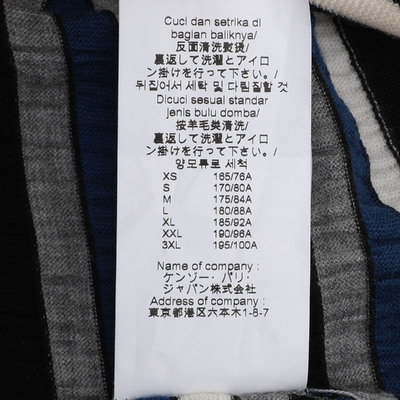 Cuci dan setrika di
bagian baliknya/
反面清洗熨烫/
裏返して洗濯とアイロ
ン掛けを行って下さい。/
뒤집어서 세탁 및 다림질할 것
Dicuci sesuai standar
jenis bulu domba/
按羊毛类清洗/
裏返して洗濯とアイロ
ン掛けを行って下さい。/
양모류로 세척
XS 165/76A
S 170/80A
M 175/84A
L 180/88A
XL 185/92A
XXL 190/96A
3XL 195/100A
Name of company :
ケンゾー・パリ・
ジャパン株式会社
Address of company :
東京都港区六本木1-8-7